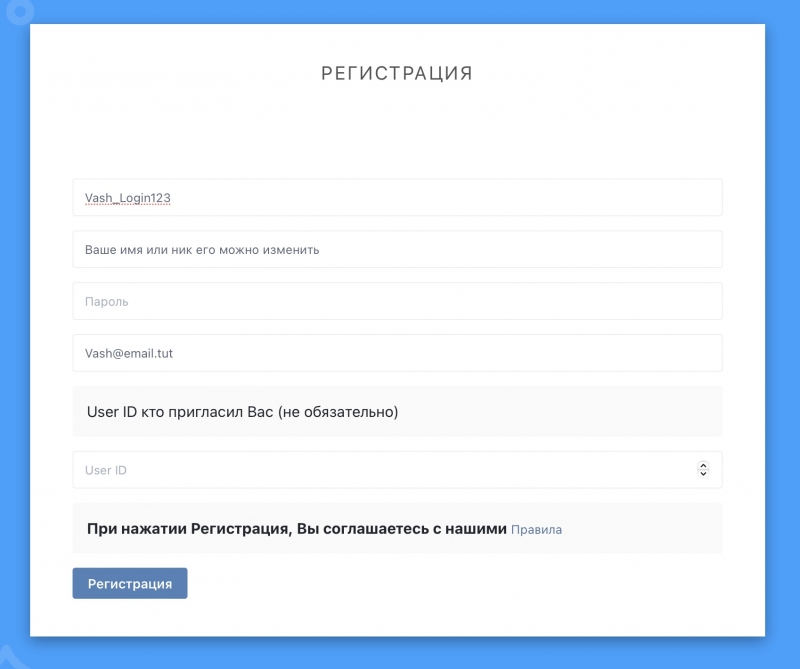 РЕГИСТРАЦИЯ
Vash_Login123
Ваше имя или ник его можно изменить
Пароль
Vash@email.tut
User ID кто пригласил Вас (не обязательно)
User ID
При нажатии Регистрация, Вы соглашаетесь с нашими Правила
Регистрация